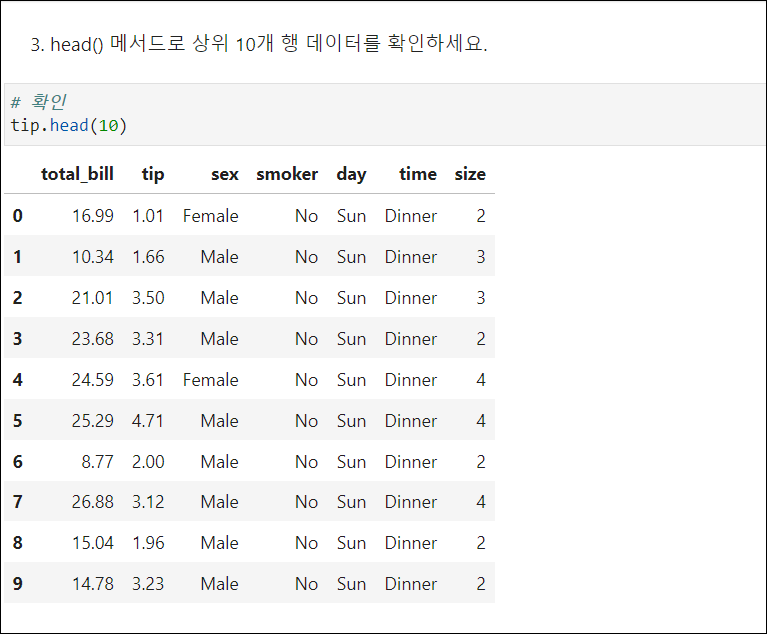 3. head() 메서드로 상위 10개 행 데이터를 확인하세요.
# 확인
tip.head(10)
total_bill tip sex smoker day time size
0 16.99 1.01 Female No Sun Dinner 2
1 10.34 1.66 Male No Sun Dinner 3
2 21.01 3.50 Male No Sun Dinner 3
3 23.68 3.31 Male No Sun Dinner 2
4 24.59 3.61 Female No Sun Dinner 4
5 25.29 4.71 Male No Sun Dinner 4
6 8.77 2.00 Male No Sun Dinner 2
7 26.88 3.12 Male No Sun Dinner 4
8 15.04 1.96 Male No Sun Dinner 2
9 14.78 3.23 Male No Sun Dinner 2